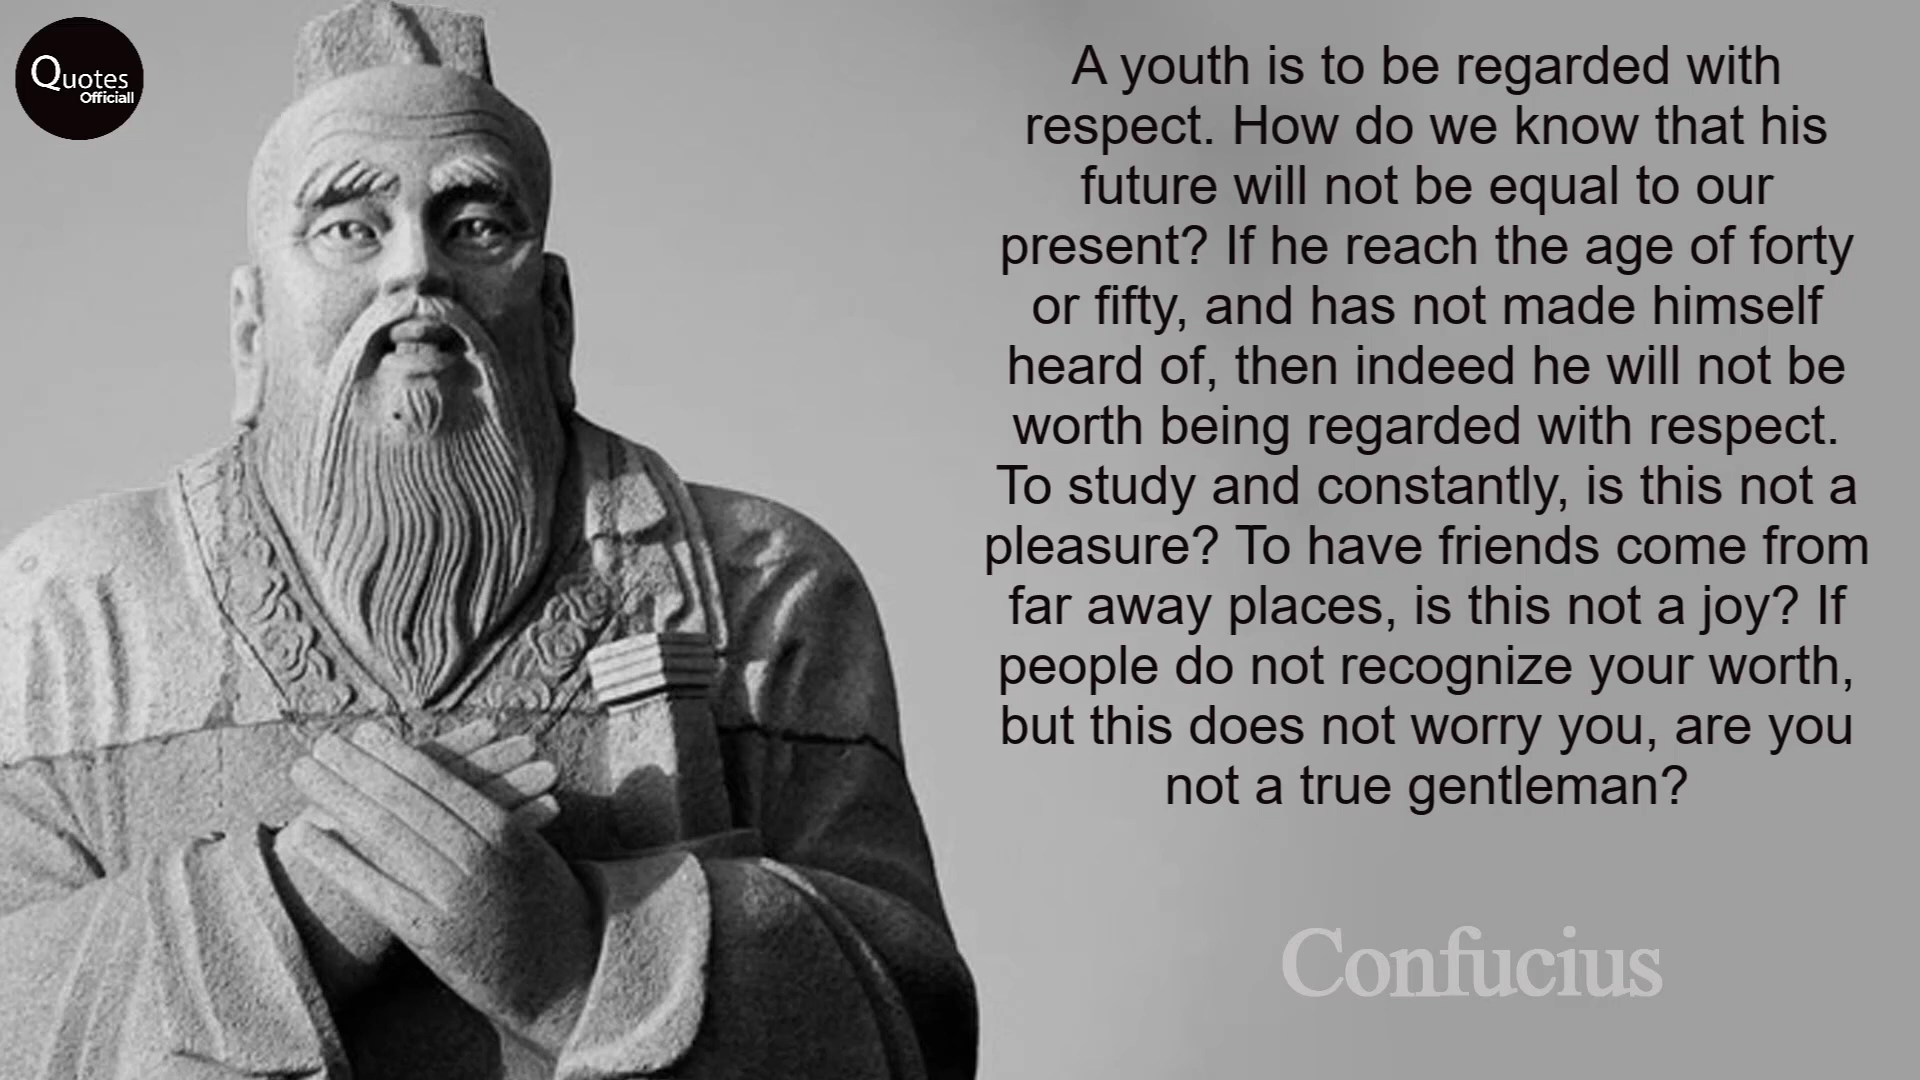 Quotes
Officiall
A youth is to be regarded with
respect. How do we know that his
future will not be equal to our
present? If he reach the age of forty
or fifty, and has not made himself
heard of, then indeed he will not be
worth being regarded with respect.
To study and constantly, is this not a
pleasure? To have friends come from
far away places, is this not a joy? If
people do not recognize your worth,
but this does not worry you, are you
not a true gentleman?
Confucius